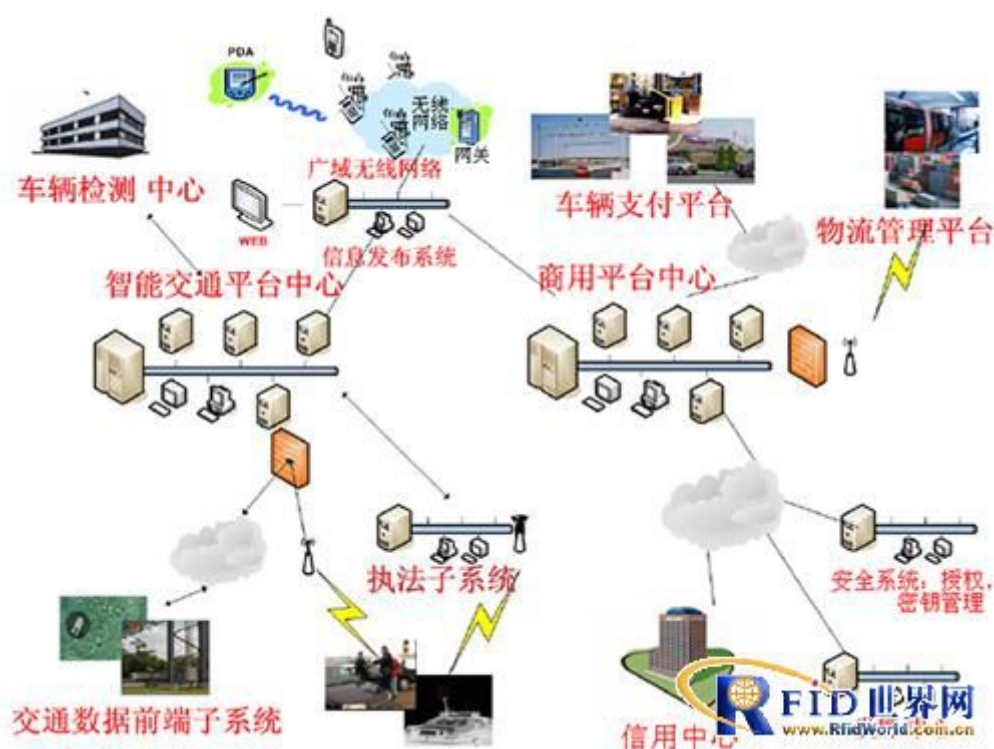 PDA
无线
网络
网关
广域无线网络
车辆检测 中心
WEB
信息发布系统
车辆支付平台
物流管理平台
智能交通平台中心
商用平台中心
执法子系统
安全系统:授权,
密钥管理
交通数据前端子系统
信用中心
RFID世界网
www.RfidWorld.com.cn